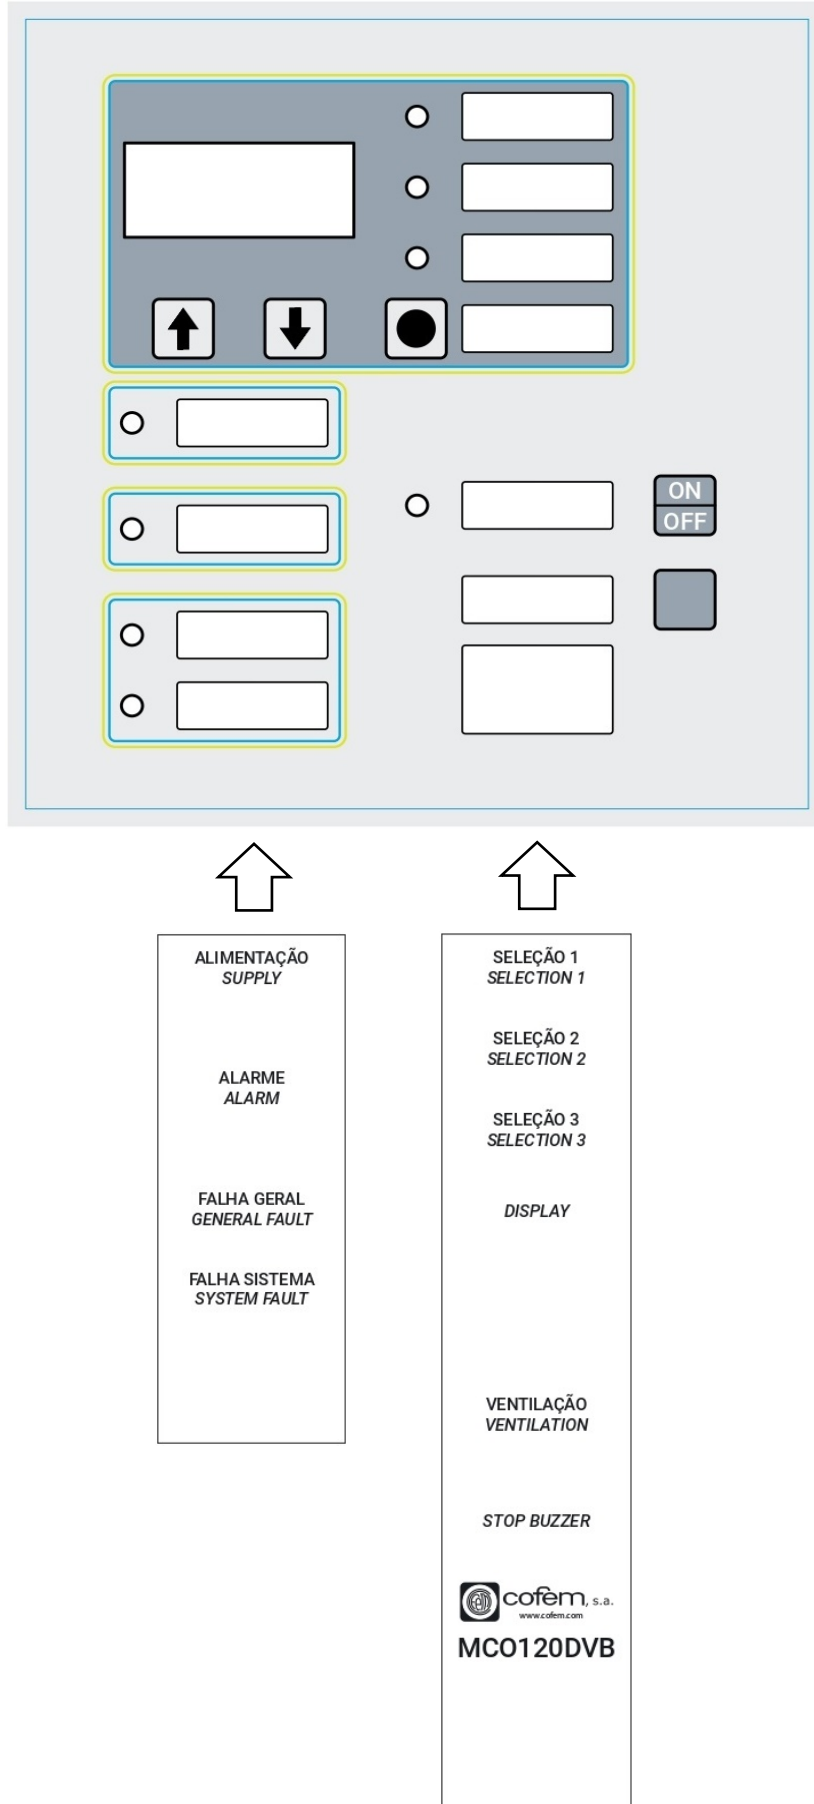 ON
OFF
ALIMENTAÇÃO
SUPPLY
ALARME
ALARM
FALHA GERAL
GENERAL FAULT
FALHA SISTEMA
SYSTEM FAULT
SELEÇÃO 1
SELECTION 1
SELEÇÃO 2
SELECTION 2
SELEÇÃO 3
SELECTION 3
DISPLAY
VENTILAÇÃO
VENTILATION
STOP BUZZER
cofem, s.a.
www.cofem.com
MCO120DVB